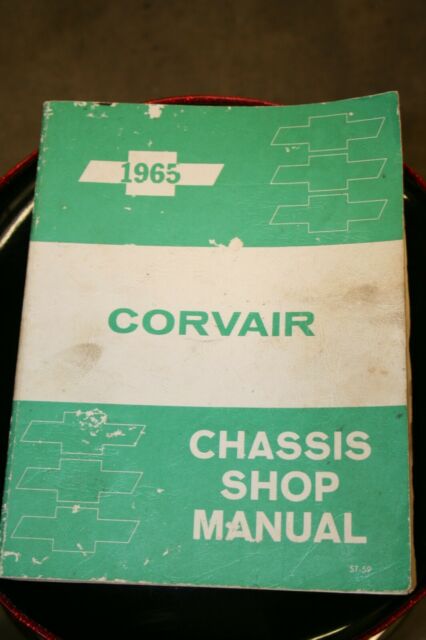 1965
CORVAIR
CHASSIS
SHOP
MANUAL
ST-59